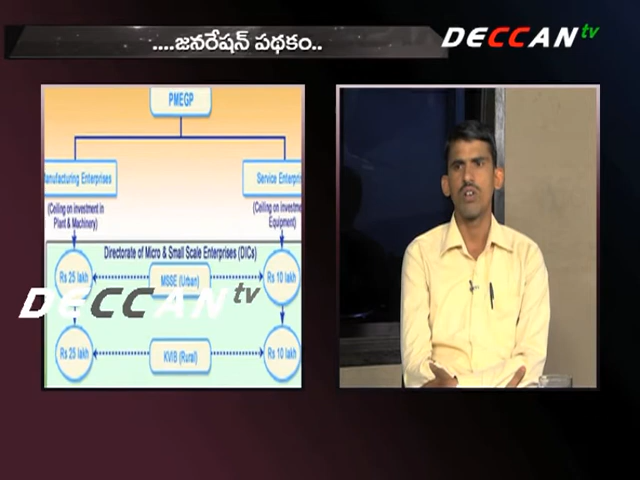 ....జనరేషన్ పథకం..
DECCAN tv
PMEGP
anufacturing Enterprises
Service Enterpris
(Ceiling on investment in
Plant & Machinery)
(Ceiling on investme
Equipment)
Directorate of Micro & Small Scale Enterprises (DICs)
Rs 25 lakh
MSSE (Urban)
Rs 10 lakh
DECCAN tv
Rs 25 lakh
KVIB (Rural)
Rs 10 lakh